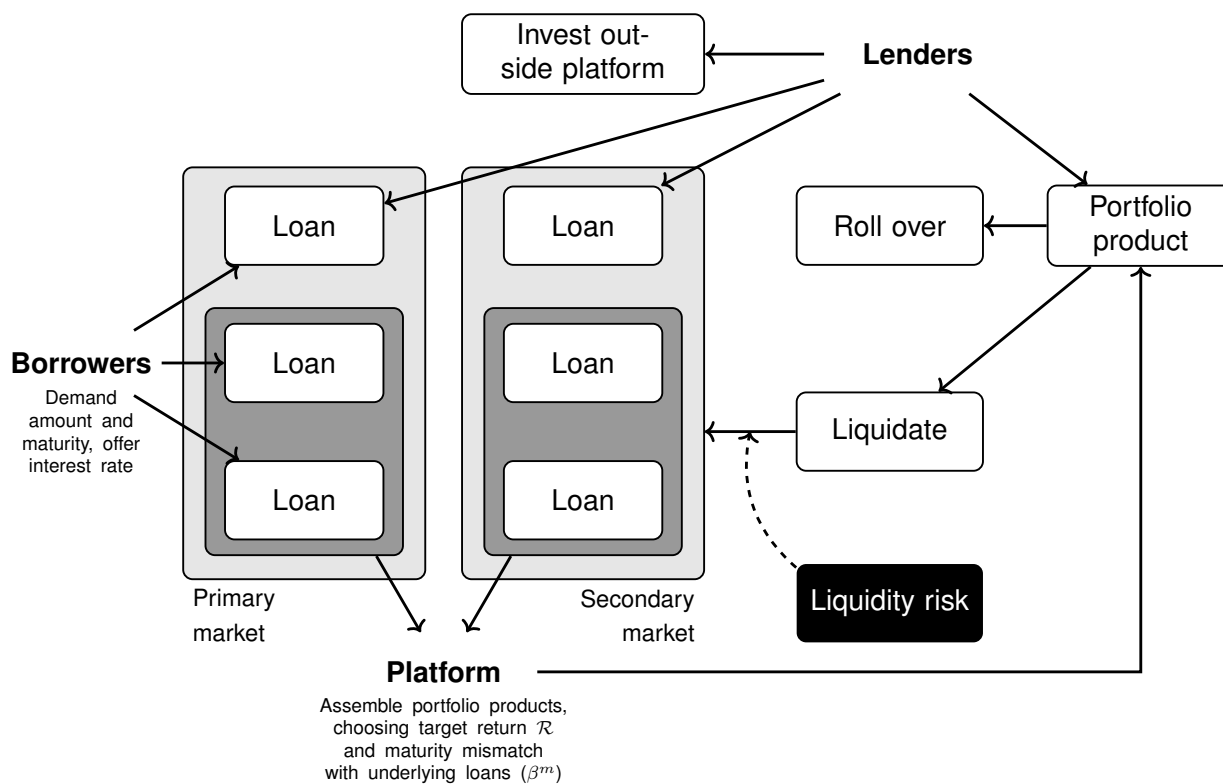 Invest out-
side platform
Lenders
Loan
Loan
Roll over
Portfolio
product
Borrowers
Demand
amount and
maturity, offer
interest rate
Loan
Loan
Liquidate
Loan
Loan
Primary
market
Secondary
market
Liquidity risk
Platform
Assemble portfolio products,
choosing target return ℛ
and maturity mismatch
with underlying loans (βᵐ)